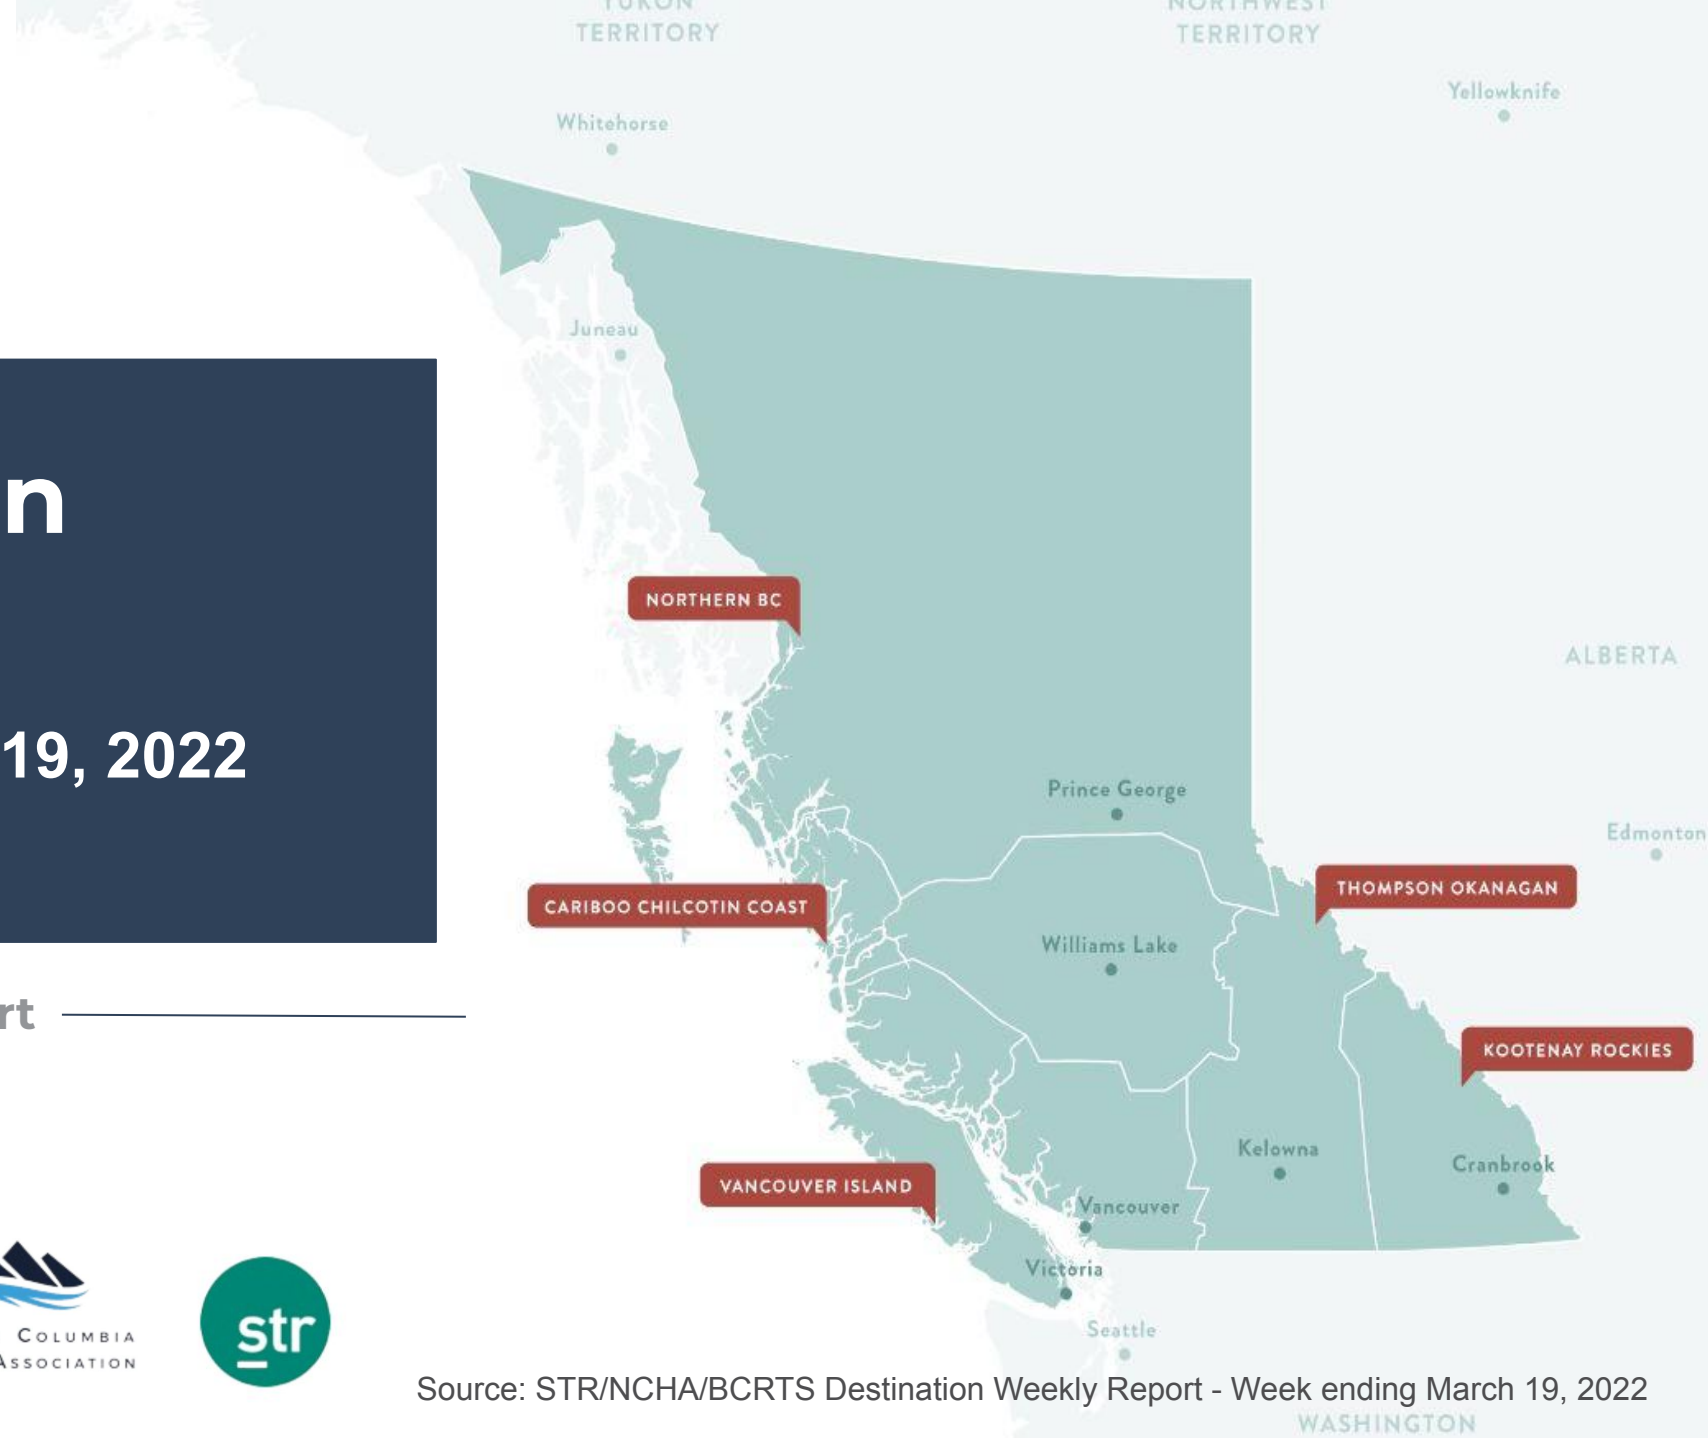 YUKON
TERRITORY
NORTHWEST
TERRITORY
Yellowknife
Whitehorse
Juneau
n
NORTHERN BC
ALBERTA
19, 2022
Prince George
Edmonton
THOMPSON OKANAGAN
CARIBOO CHILCOTIN COAST
Williams Lake
rt
KOOTENAY ROCKIES
Kelowna
Cranbrook
VANCOUVER ISLAND
Vancouver
Victoria
str
Seattle
COLUMBIA
ASSOCIATION
Source: STR/NCHA/BCRTS Destination Weekly Report - Week ending March 19, 2022
WASHINGTON